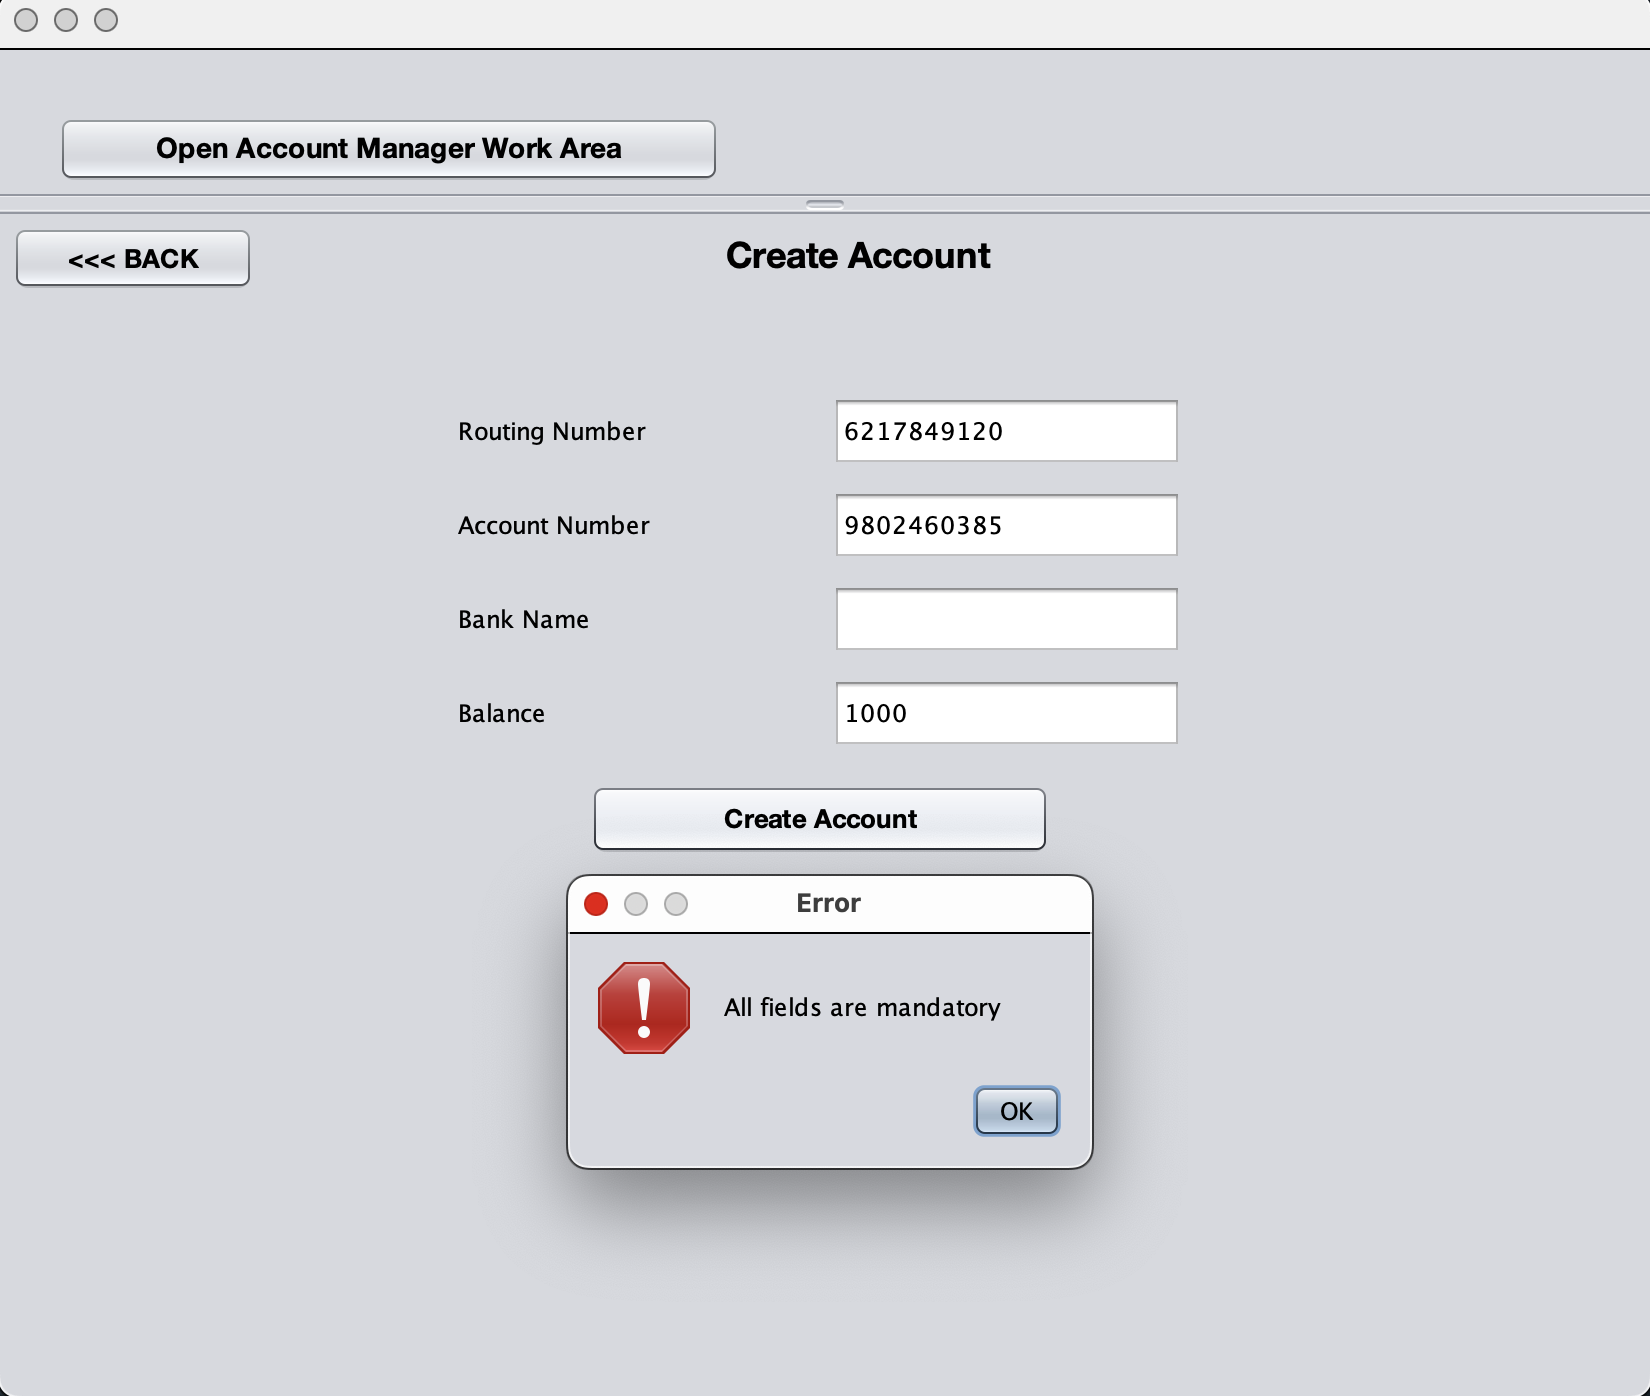 Open Account Manager Work Area
<<< BACK
Create Account
Routing Number 6217849120
Account Number 9802460385
Bank Name
Balance 1000
Create Account
Error
All fields are mandatory
OK